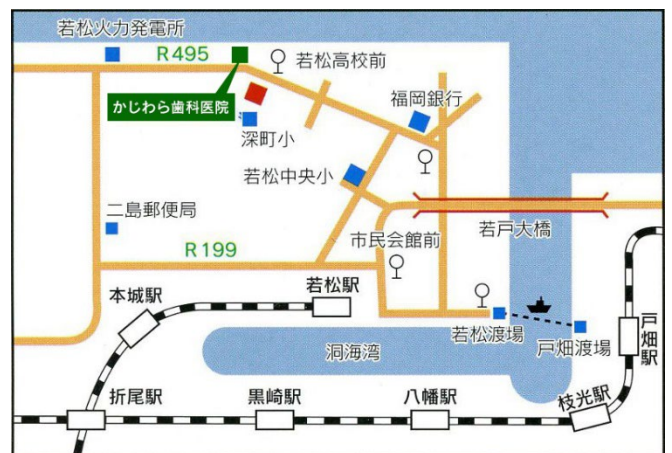 若松火力発電所
R495
若松高校前
福岡銀行
かじわら歯科医院
深町小
若松中央小
二島郵便局
若戸大橋
市民会館前
R199
若松駅
本城駅
若松渡場
戸畑渡場
戸畑駅
洞海湾
折尾駅
黒崎駅
八幡駅
枝光駅